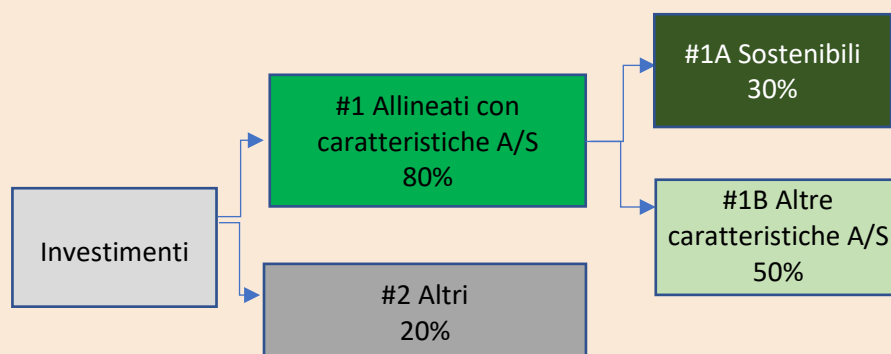 Investimenti
#1 Allineati con
caratteristiche A/S
80%
#2 Altri
20%
#1A Sostenibili
30%
#1B Altre
caratteristiche A/S
50%